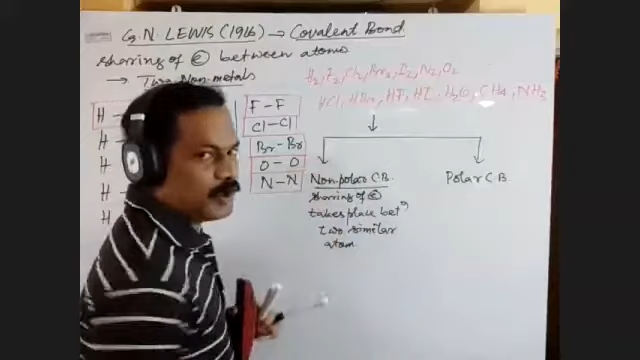 G.N. LEWIS (1916) → Covalent Bond
sharing of e between atoms
→ Two Non-metals
H2, F2, Cl2, Br2, I2, N2, O2
HCl, HBr, HF, HI, H2O, CH4, NH3
H -
H
H
H
H
F - F
Cl - Cl
Br - Br
O - O
N - N
Non polar C.B.
sharing of e
takes place betn
two similar
atom
Polar C.B.